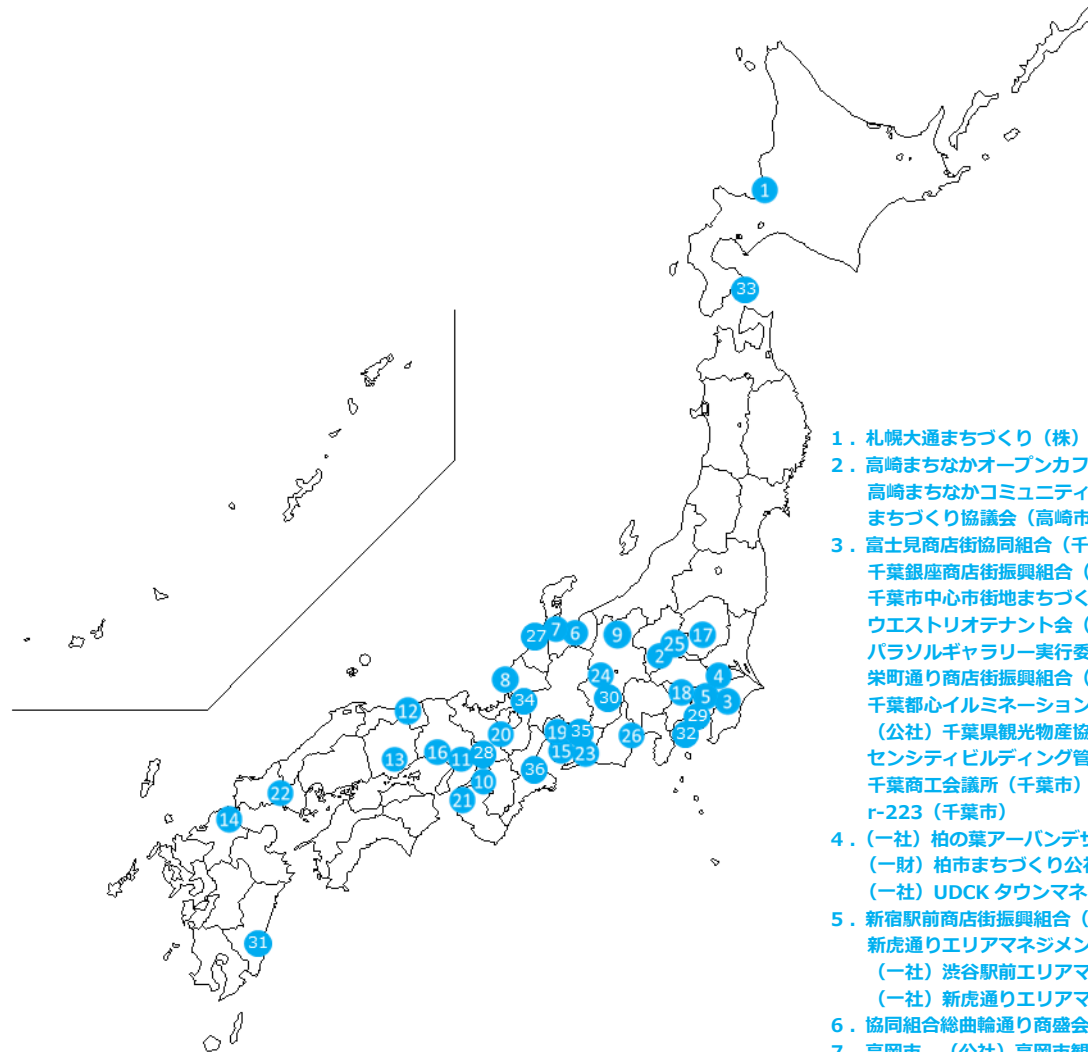 1
33
27
7
6
9
25
17
2
8
24
4
34
30
18
5
3
12
29
20
19
35
26
32
16
11
28
15
23
13
36
10
22
21
14
31
1．札幌大通まちづくり（株）
2．高崎まちなかオープンカフ
高崎まちなかコミュニティ
まちづくり協議会（高崎市
3．富士見商店街協同組合（千
千葉銀座商店街振興組合（
千葉市中心市街地まちづく
ウエストリオテナント会（
パラソルギャラリー実行委
栄町通り商店街振興組合（
千葉都心イルミネーション
（公社）千葉県観光物産協
センシティビルディング管
千葉商工会議所（千葉市）
r-223（千葉市）
4．（一社）柏の葉アーバンデサ
（一財）柏市まちづくり公社
（一社）UDCK タウンマネ
5．新宿駅前商店街振興組合（
新虎通りエリアマネジメン
（一社）渋谷駅前エリアマ
（一社）新虎通りエリアマ
6．協同組合総曲輪通り商盛会
7．高岡市、（公社）高岡市観